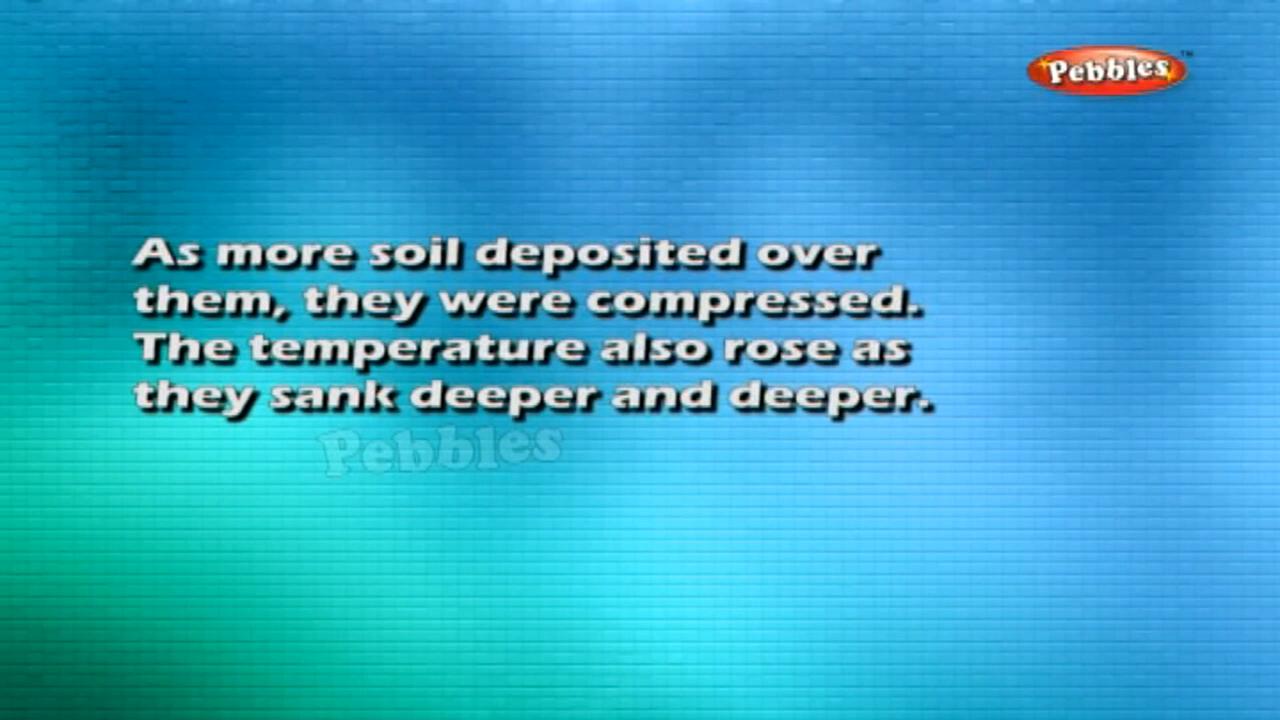 Pebbles™
As more soil deposited over
them, they were compressed.
The temperature also rose as
they sank deeper and deeper.
Pebbles